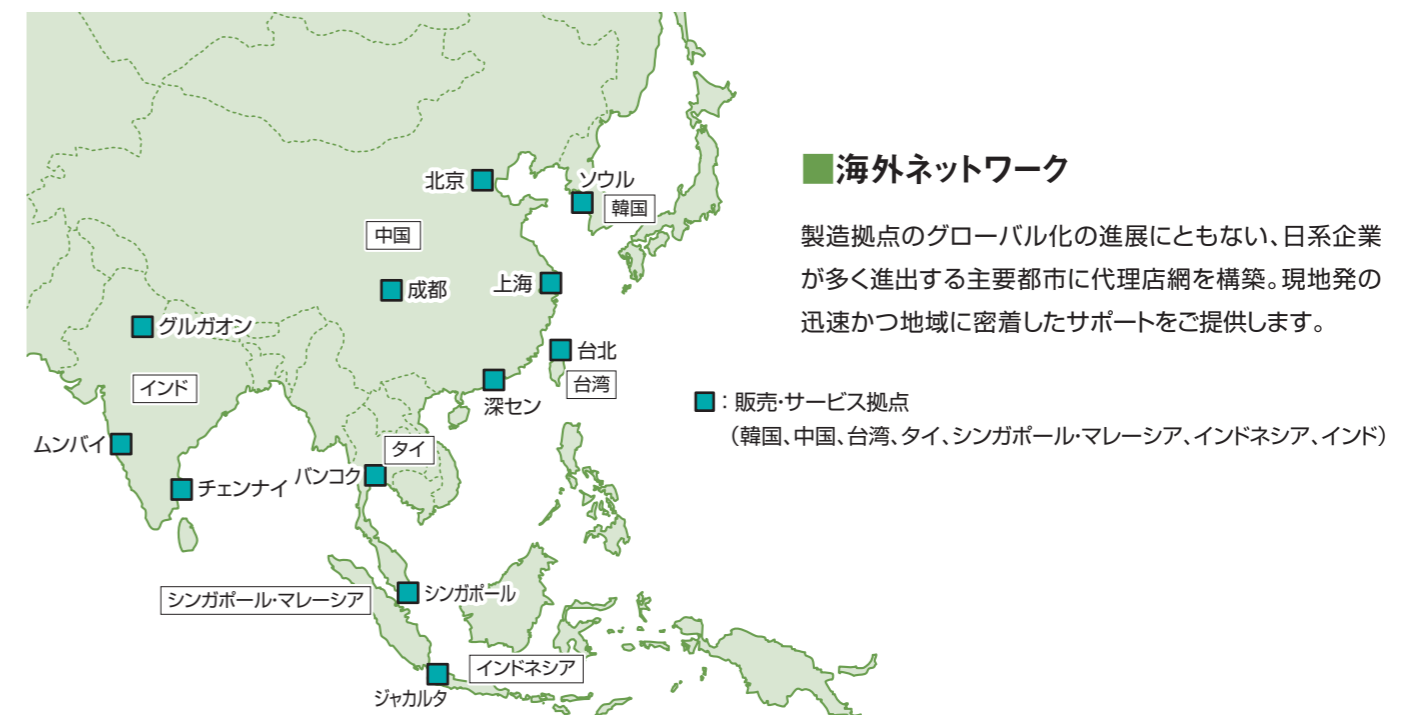 ■海外ネットワーク
製造拠点のグローバル化の進展にともない、日系企業
が多く進出する主要都市に代理店網を構築。現地発の
迅速かつ地域に密着したサポートをご提供します。
■：販売・サービス拠点
（韓国、中国、台湾、タイ、シンガポール・マレーシア、インドネシア、インド）
北京
ソウル
韓国
中国
成都
上海
グルガオン
台北
台湾
インド
深セン
ムンバイ
タイ
バンコク
チェンナイ
シンガポール・マレーシア
シンガポール
インドネシア
ジャカルタ